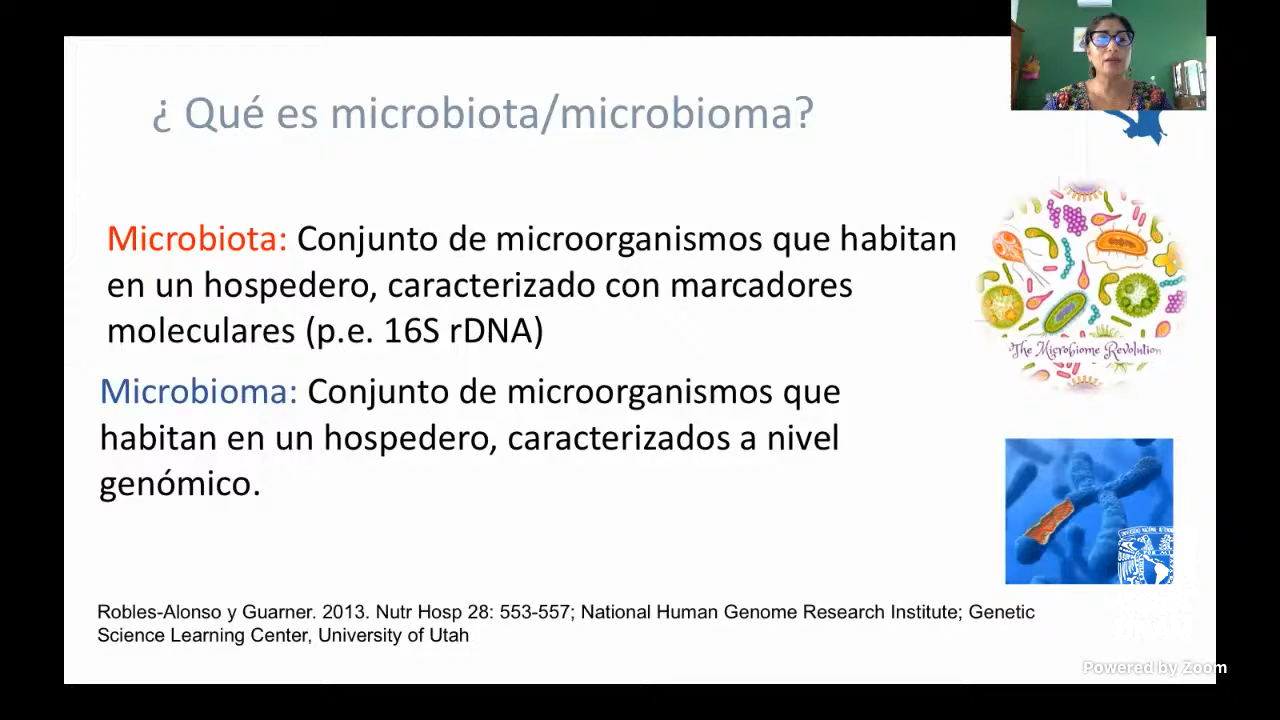 ¿ Qué es microbiota/microbioma?
Microbiota: Conjunto de microorganismos que habitan
en un hospedero, caracterizado con marcadores
moleculares (p.e. 16S rDNA)
The Microbiome Revolution
Microbioma: Conjunto de microorganismos que
habitan en un hospedero, caracterizados a nivel
genómico.
Robles-Alonso y Guarner. 2013. Nutr Hosp 28: 553-557; National Human Genome Research Institute; Genetic
Science Learning Center, University of Utah
UNAM
Powered by Zoom